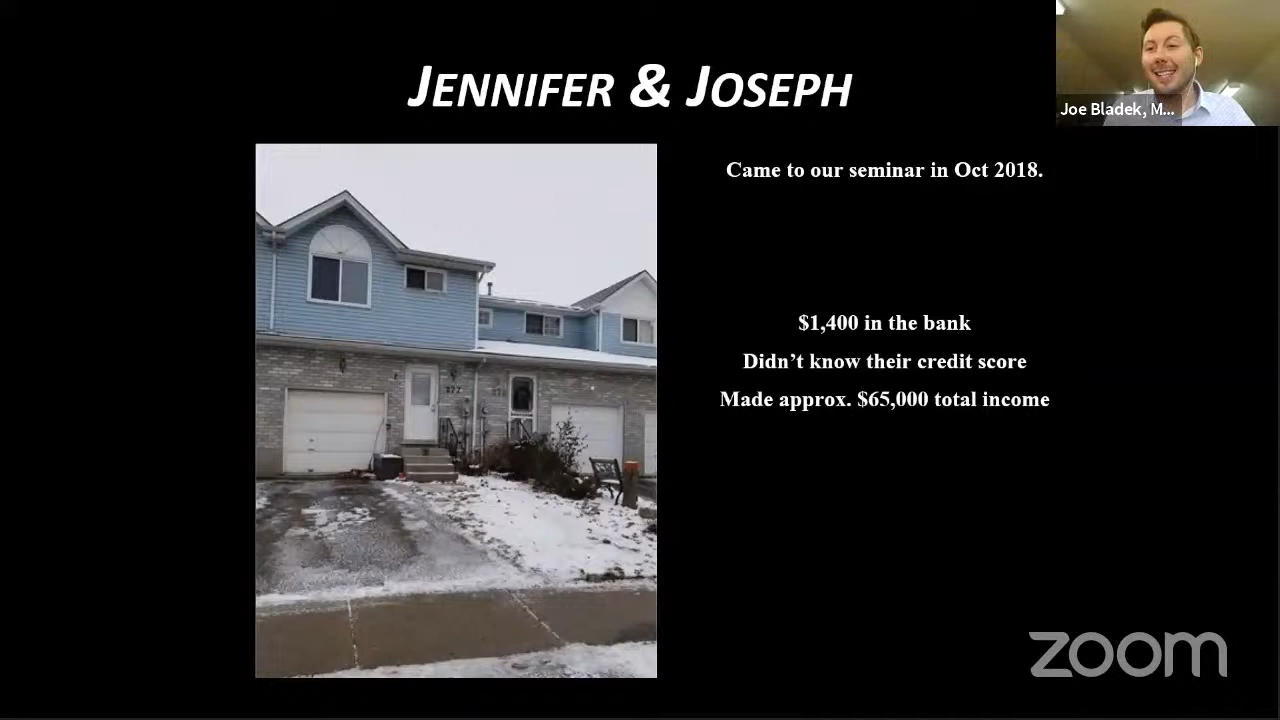 JENNIFER & JOSEPH
Joe Bladek, M...
Came to our seminar in Oct 2018.
$1,400 in the bank
Didn’t know their credit score
Made approx. $65,000 total income
277
zoom